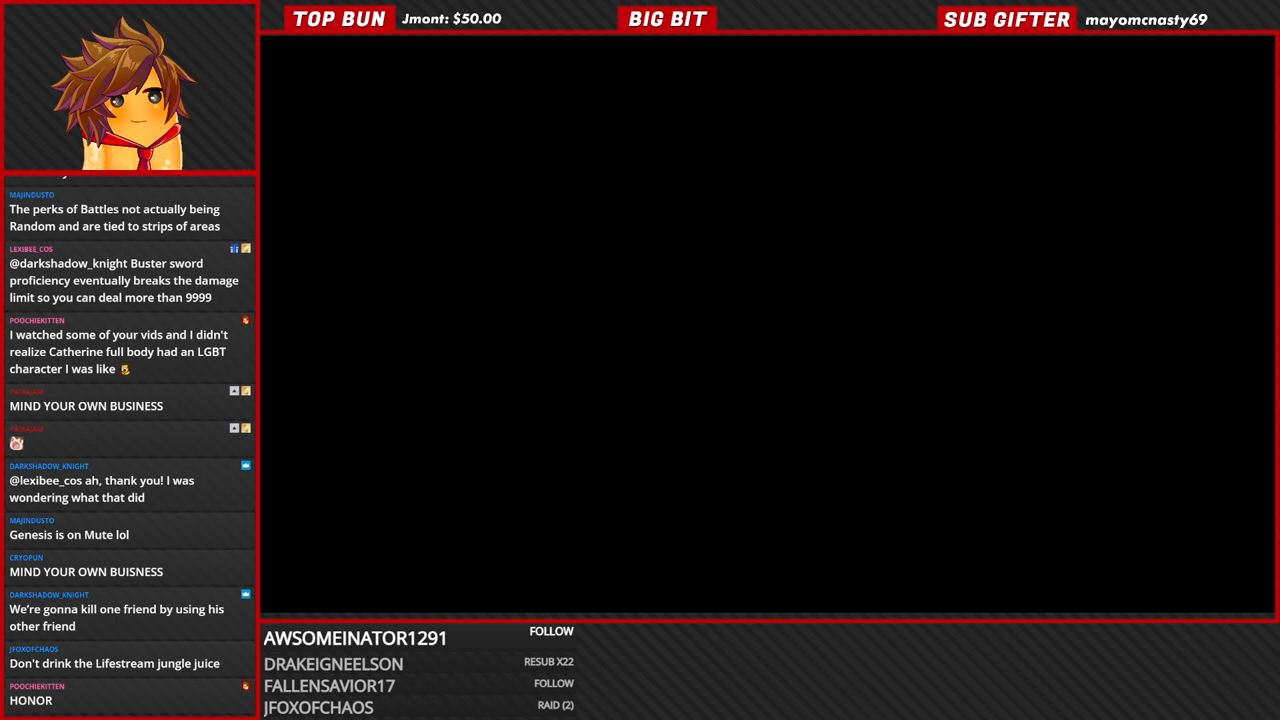 TOP BUN Jmont: $50.00 BIG BIT SUB GIFTER mayomcnasty69
MAJINDUSTO
The perks of Battles not actually being
Random and are tied to strips of areas
LEXIBEE_COS
@darkshadow_knight Buster sword
proficiency eventually breaks the damage
limit so you can deal more than 9999
POOCHIEKITTEN
I watched some of your vids and I didn't
realize Catherine full body had an LGBT
character I was like
MIND YOUR OWN BUSINESS
DARKSHADOW_KNIGHT
@lexibee_cos ah, thank you! I was
wondering what that did
MAJINDUSTO
Genesis is on Mute lol
CRYOPUN
MIND YOUR OWN BUISNESS
DARKSHADOW_KNIGHT
We're gonna kill one friend by using his
other friend
JFOXOFCHAOS
Don't drink the Lifestream jungle juice
POOCHIEKITTEN
HONOR
AWSOMEINATOR1291 FOLLOW
DRAKEIGNEELSON RESUB X22
FALLENSAVIOR17 FOLLOW
JFOXOFCHAOS RAID (2)